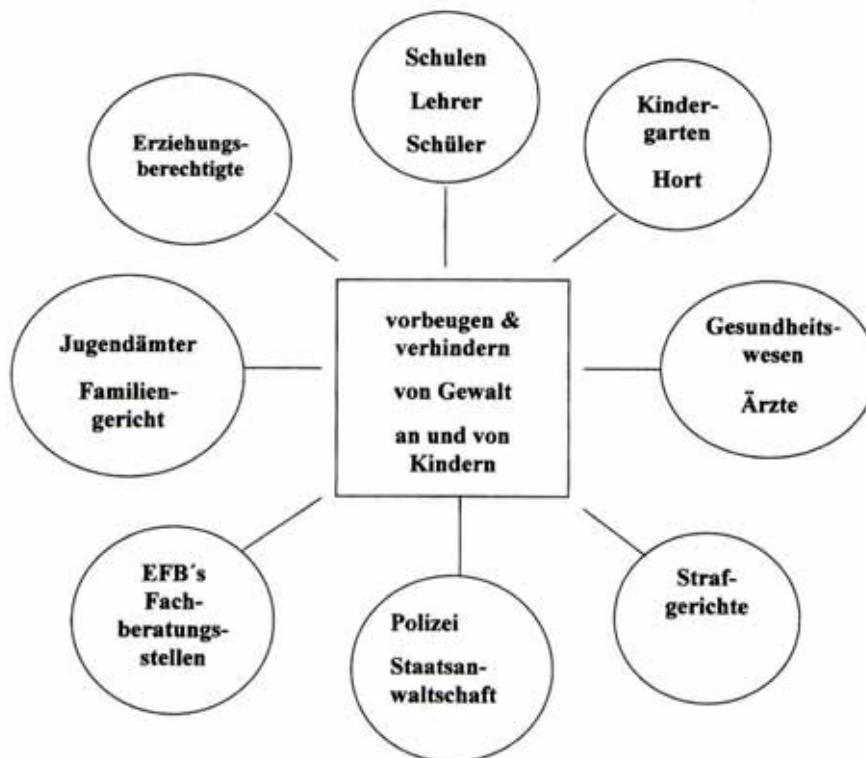 Schulen
Lehrer
Schüler
Kinder-
garten
Hort
Erziehungs-
berechtigte
vorbeugen &
verhindern
von Gewalt
an und von
Kindern
Jugendämter
Familien-
gericht
Gesundheits-
wesen
Ärzte
EFB´s
Fach-
beratungs-
stellen
Polizei
Staatsan-
waltschaft
Straf-
gerichte